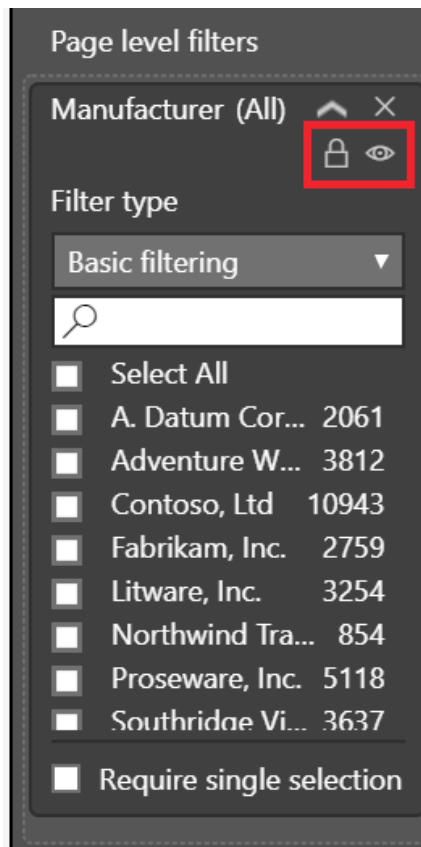 Page level filters
Manufacturer (All)
Filter type
Basic filtering
Select All
A. Datum Cor... 2061
Adventure W... 3812
Contoso, Ltd 10943
Fabrikam, Inc. 2759
Litware, Inc. 3254
Northwind Tra... 854
Proseware, Inc. 5118
Southridge Vi... 3637
Require single selection